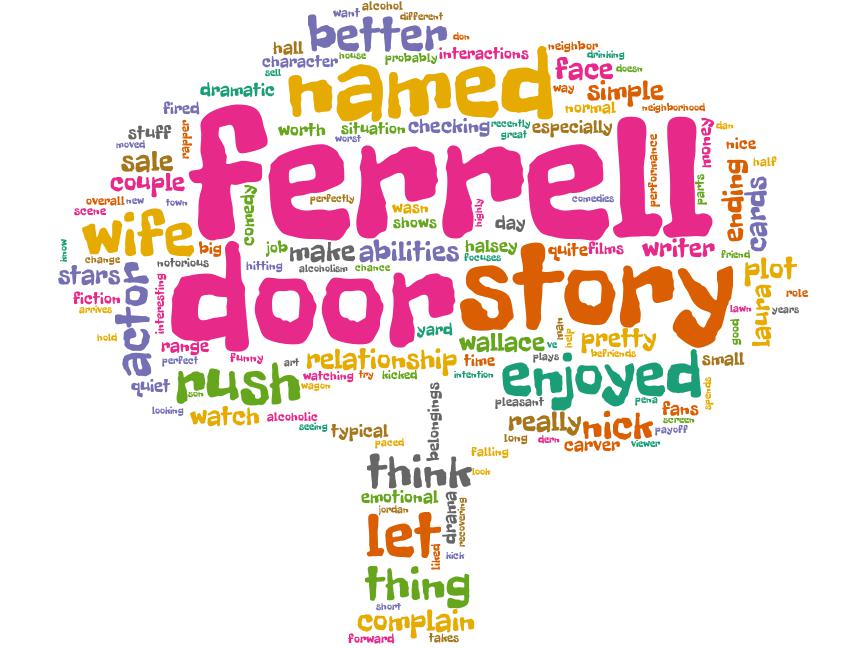 want alcohol
different
better don
hall neighbor
character house probably interactions drinking
sell face doesn
dramatic named way simple
fired normal neighborhood
stuff rapper worth situation checking recently especially money dan
moved worst great nice
sale ferrell performance half
couple comedy perfectly comedies parts ending cards
overall new town wasn highly
scene shows day
know wife big job make abilities halsey quite films writer friend
change notorious hitting alcoholism chance focuses plot
stars actor interesting door story role
fiction lawn laura years
arrives yard man good
hold range wallace ve help pretty
perfect funny art relationship time plays befriends small
quiet rush watching try kicked intention enjoyed spends
son wagon pleasant pena
looking watch alcoholic belongings really nick fans
seeing typical screen
long dern carver viewer payoff
paced falling
think look
emotional drama recovering
jordan
let liked kick
thing
short
complain
forward takes